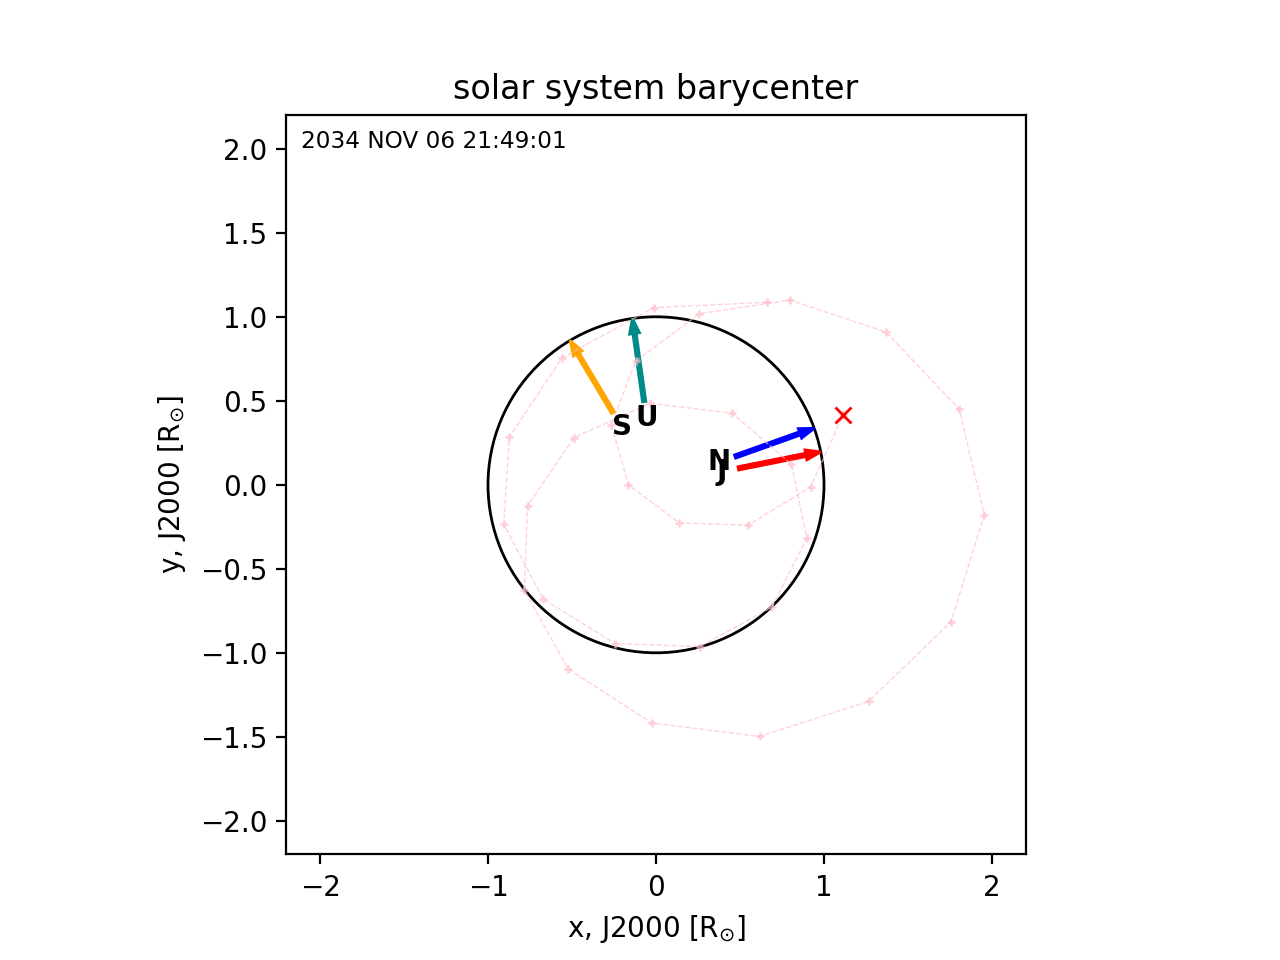 solar system barycenter
2034 NOV 06 21:49:01
2.0
1.5
1.0
0.5
0.0
−0.5
−1.0
−1.5
−2.0
y, J2000 [R☉]
S U
N
J
−2 −1 0 1 2
x, J2000 [R☉]